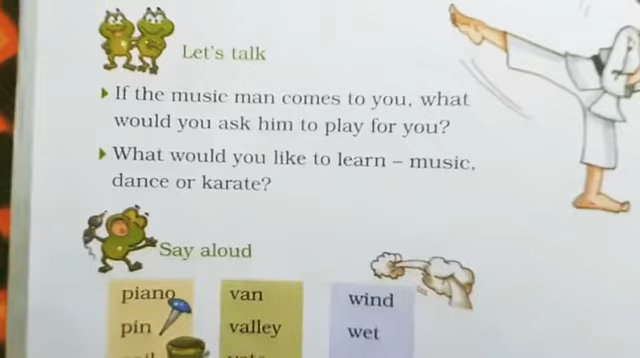 Let's talk
If the music man comes to you, what
would you ask him to play for you?
What would you like to learn – music,
dance or karate?
Say aloud
piano van wind
pin valley wet